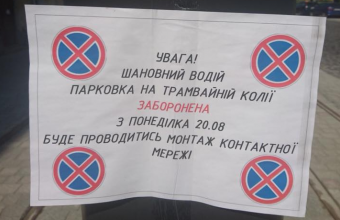 УВАГА!
ШАНОВНИЙ ВОДІЙ
ПАРКОВКА НА ТРАМВАЙНІЙ КОЛІЇ
ЗАБОРОНЕНА
З ПОНЕДІЛКА 20.08
БУДЕ ПРОВОДИТИСЬ МОНТАЖ КОНТАКТНОЇ
МЕРЕЖІ